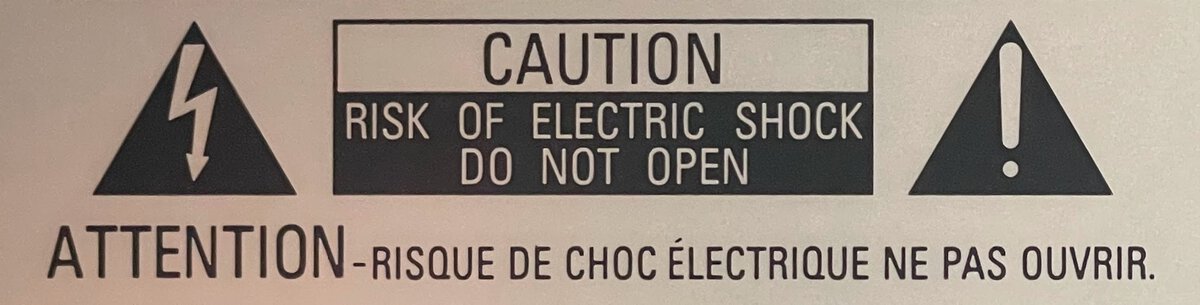 CAUTION
RISK OF ELECTRIC SHOCK
DO NOT OPEN
ATTENTION-RISQUE DE CHOC ÉLECTRIQUE NE PAS OUVRIR.